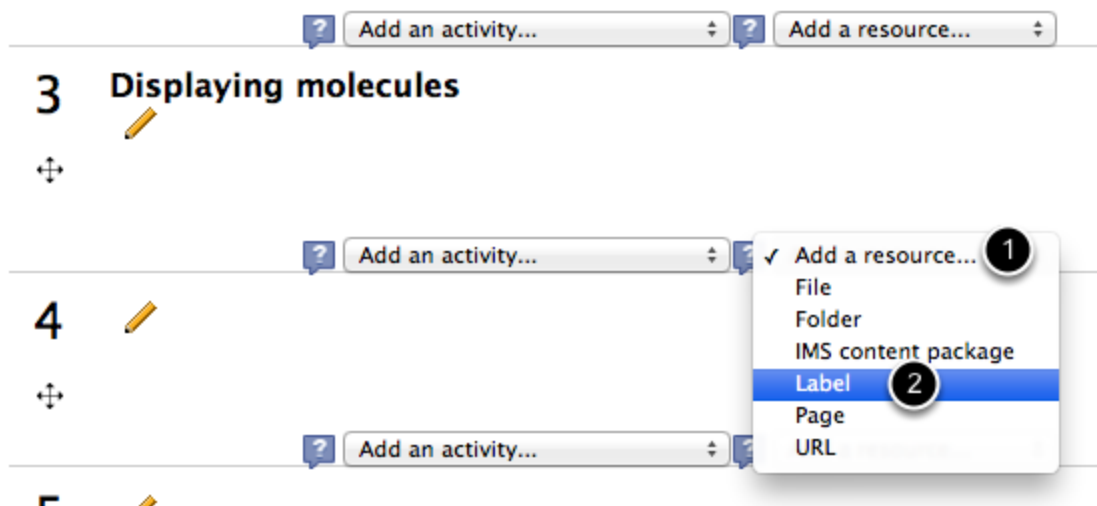 ? Add an activity... ? Add a resource...
3 Displaying molecules
? Add an activity... ? ✓ Add a resource... 1
File
4 Folder
IMS content package
Label 2
Page
? Add an activity... ?
URL
5